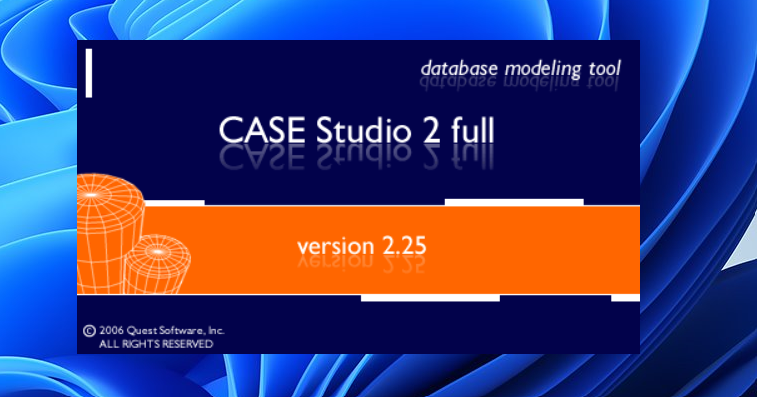 database modeling tool
CASE Studio 2 full
version 2.25
© 2006 Quest Software, Inc.
ALL RIGHTS RESERVED